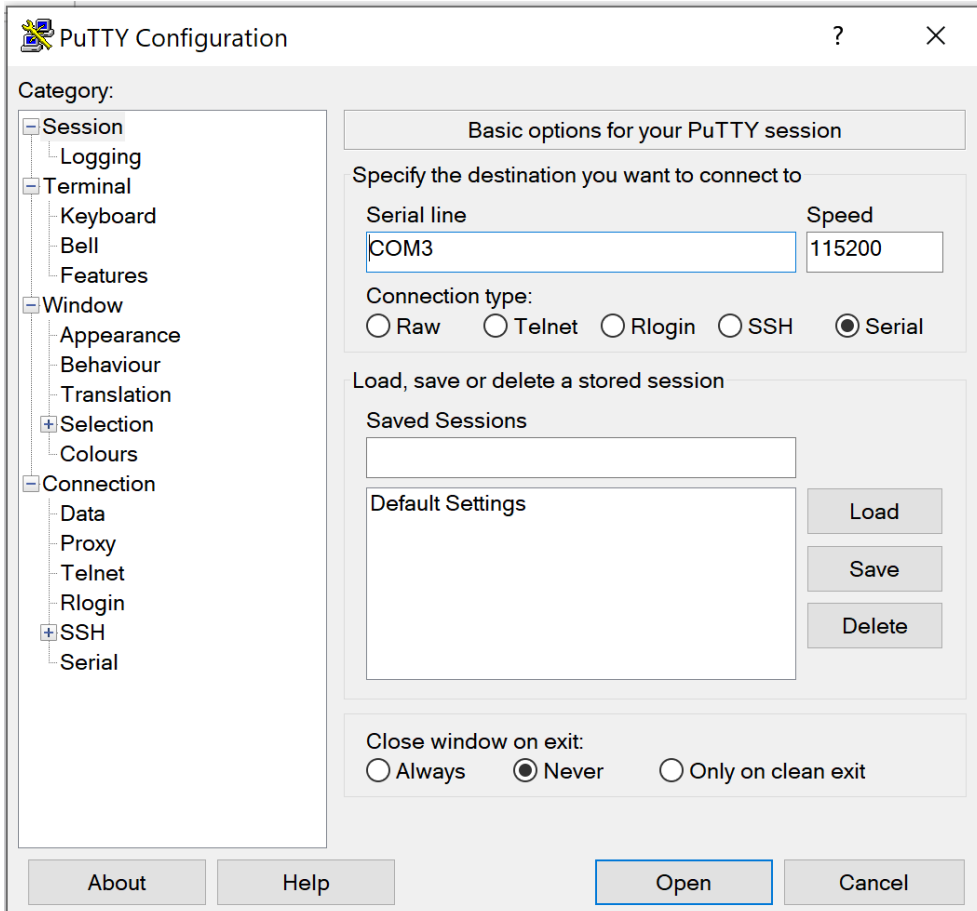 PuTTY Configuration
?
Category:
Session
Logging
Terminal
Keyboard
Bell
Features
Window
Appearance
Behaviour
Translation
Selection
Colours
Connection
Data
Proxy
Telnet
Rlogin
SSH
Serial
Basic options for your PuTTY session
Specify the destination you want to connect to
Serial line Speed
COM3 115200
Connection type:
Raw Telnet Rlogin SSH Serial
Load, save or delete a stored session
Saved Sessions
Default Settings
Load
Save
Delete
Close window on exit:
Always Never Only on clean exit
About Help Open Cancel